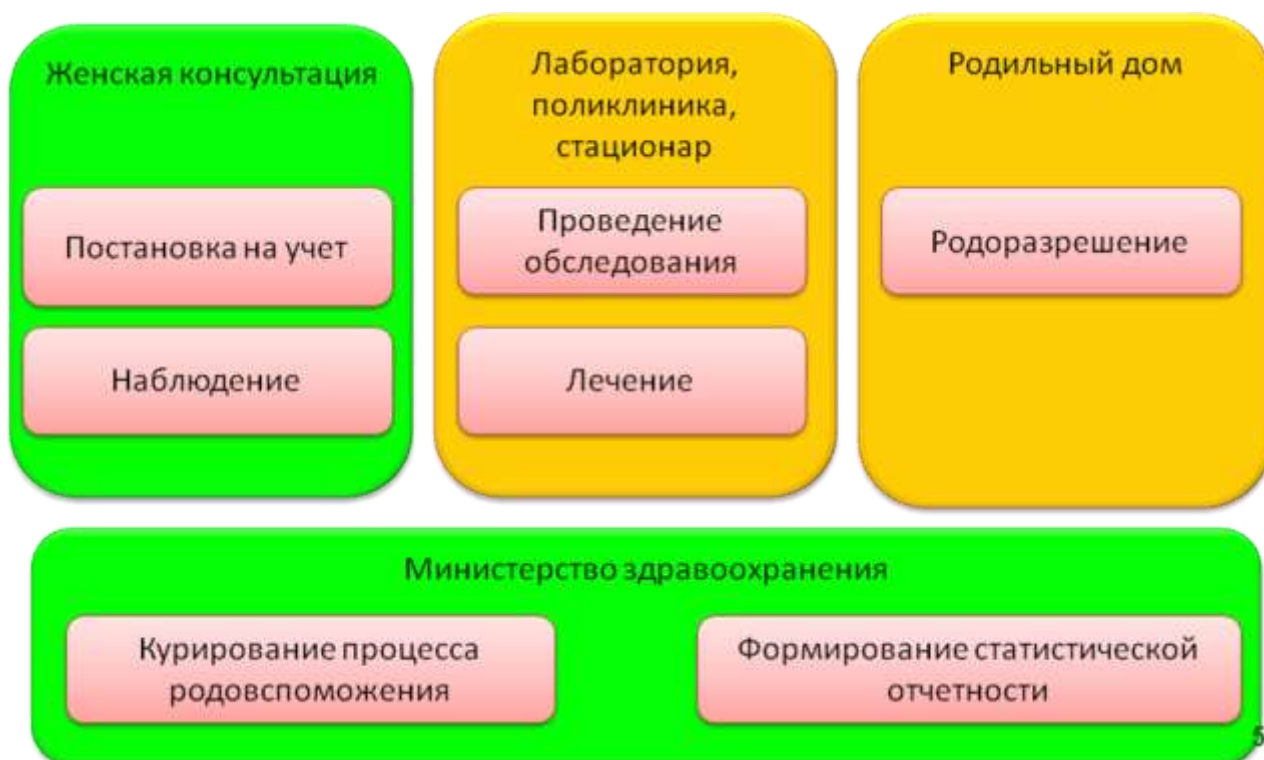 Женская консультация
Постановка на учет
Наблюдение
Лаборатория,
поликлиника,
стационар
Проведение
обследования
Лечение
Родильный дом
Родоразрешение
Министерство здравоохранения
Курирование процесса
родовспоможения
Формирование статистической
отчетности
5